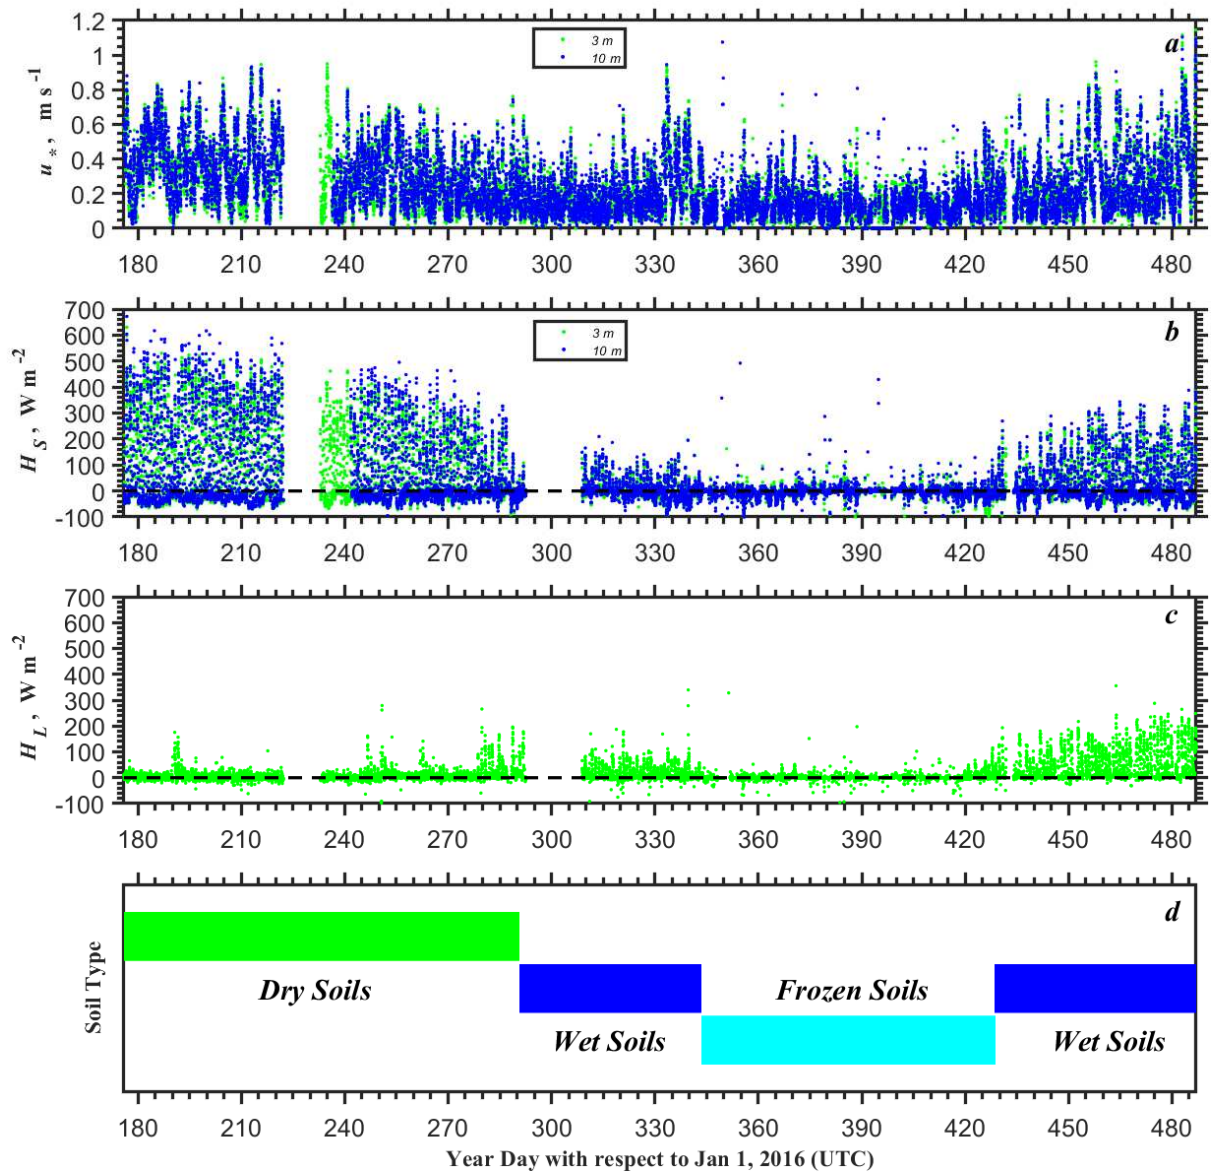 a
3 m
10 m
u*, m s-1
1.2
1
0.8
0.6
0.4
0.2
0
180 210 240 270 300 330 360 390 420 450 480
b
3 m
10 m
HS, W m-2
700
600
500
400
300
200
100
0
-100
180 210 240 270 300 330 360 390 420 450 480
c
HL, W m-2
700
600
500
400
300
200
100
0
-100
180 210 240 270 300 330 360 390 420 450 480
d
Soil Type
Dry Soils
Frozen Soils
Wet Soils
Wet Soils
180 210 240 270 300 330 360 390 420 450 480
Year Day with respect to Jan 1, 2016 (UTC)